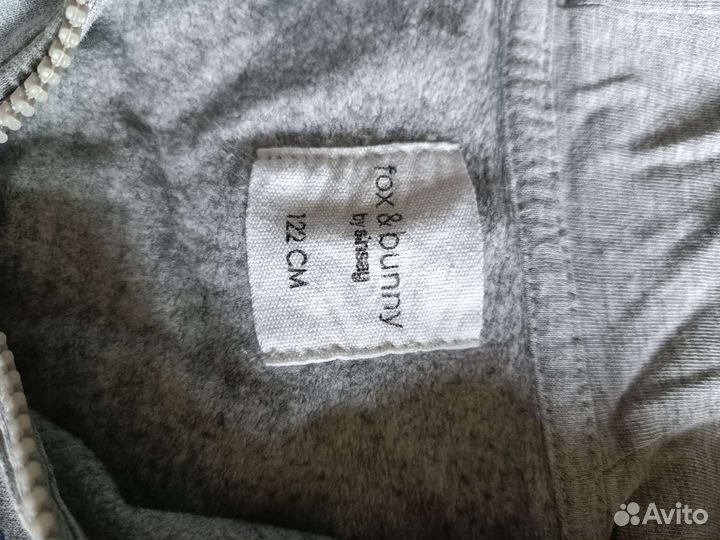 fox & bunny
by sinsay
122 CM
Avito